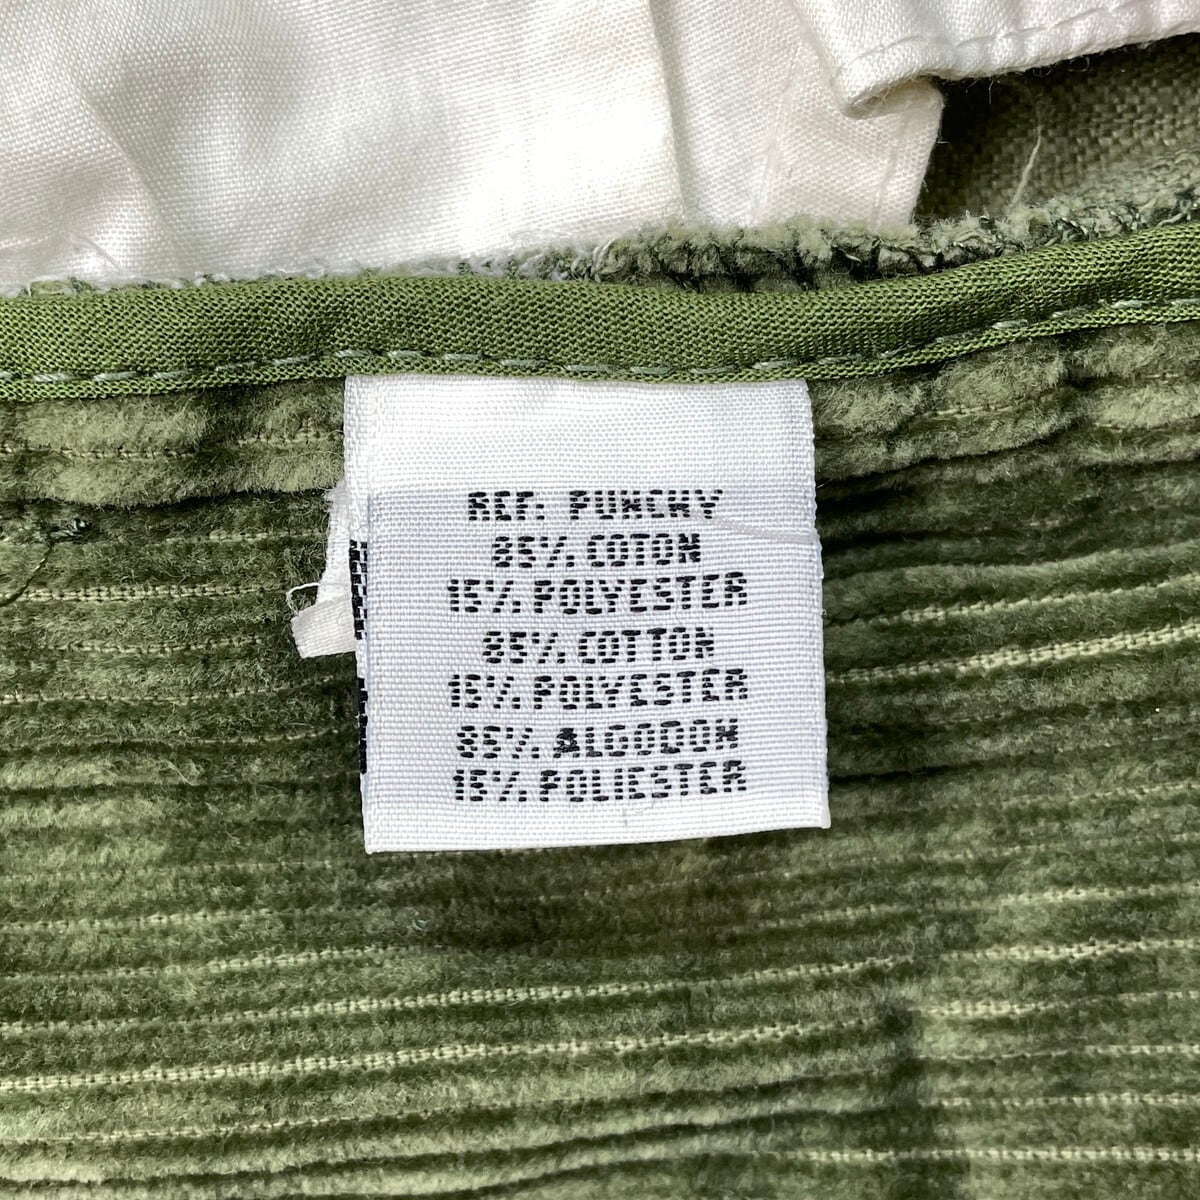 REF: PUNCHY
85% COTON
15% POLYESTER
85% COTTON
15% POLYESTER
85% ALGODON
15% POLIESTER